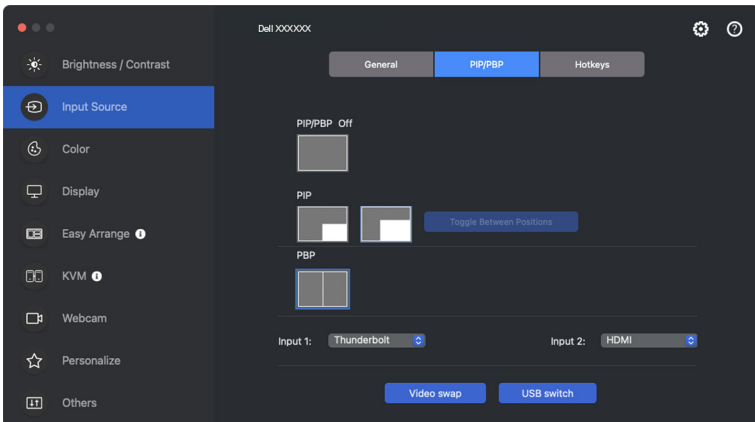 Dell XXXXXX
Brightness / Contrast
Input Source
Color
Display
Easy Arrange
KVM
Webcam
Personalize
Others
General PIP/PBP Hotkeys
PIP/PBP Off
PIP
Toggle Between Positions
PBP
Input 1: Thunderbolt Input 2: HDMI
Video swap USB switch